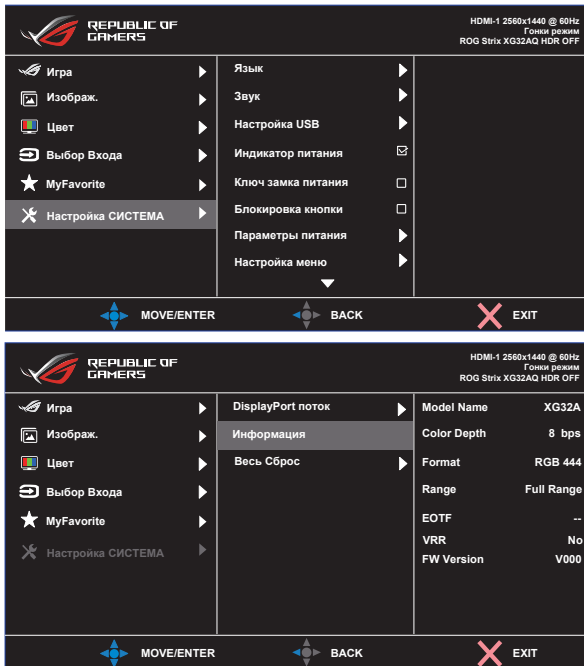 REPUBLIC OF
GAMERS
HDMI-1 2560x1440 @ 60Hz
Гонки режим
ROG Strix XG32AQ HDR OFF
Игра
Изображ.
Цвет
Выбор Входа
MyFavorite
Настройка СИСТЕМА
Язык
Звук
Настройка USB
Индикатор питания
Ключ замка питания
Блокировка кнопки
Параметры питания
Настройка меню
MOVE/ENTER
BACK
EXIT
REPUBLIC OF
GAMERS
HDMI-1 2560x1440 @ 60Hz
Гонки режим
ROG Strix XG32AQ HDR OFF
Игра
Изображ.
Цвет
Выбор Входа
MyFavorite
Настройка СИСТЕМА
DisplayPort поток
Информация
Весь Сброс
Model Name XG32A
Color Depth 8 bps
Format RGB 444
Range Full Range
EOTF --
VRR No
FW Version V000
MOVE/ENTER
BACK
EXIT